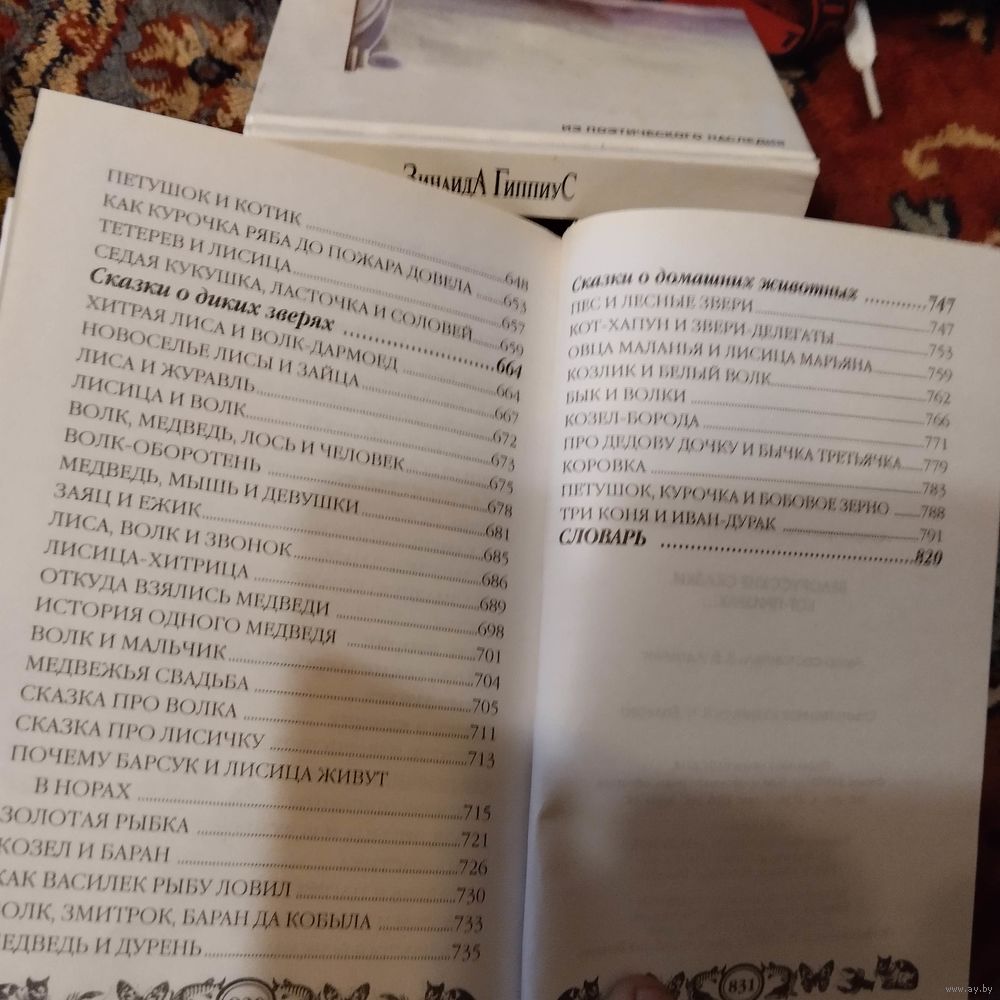 ИЗ ПОЭТИЧЕСКОГО НАСЛЕДИЯ
ЗИНАИДА ГИППИУС
ПЕТУШОК И КОТИК ... 648
КАК КУРОЧКА РЯБА ДО ПОЖАРА ДОВЕЛА ... 653
ТЕТЕРЕВ И ЛИСИЦА ... 657
СЕДАЯ КУКУШКА, ЛАСТОЧКА И СОЛОВЕЙ ... 659
Сказки о диких зверях ... 664
ХИТРАЯ ЛИСА И ВОЛК-ДАРМОЕД ... 664
НОВОСЕЛЬЕ ЛИСЫ И ЗАЙЦА ... 667
ЛИСА И ЖУРАВЛЬ ... 672
ЛИСИЦА И ВОЛК ... 673
ВОЛК, МЕДВЕДЬ, ЛОСЬ И ЧЕЛОВЕК ... 675
ВОЛК-ОБОРОТЕНЬ ... 678
МЕДВЕДЬ, МЫШЬ И ДЕВУШКИ ... 681
ЗАЯЦ И ЕЖИК ... 685
ЛИСА, ВОЛК И ЗВОНОК ... 686
ЛИСИЦА-ХИТРИЦА ... 689
ОТКУДА ВЗЯЛИСЬ МЕДВЕДИ ... 698
ИСТОРИЯ ОДНОГО МЕДВЕДЯ ... 701
ВОЛК И МАЛЬЧИК ... 704
МЕДВЕЖЬЯ СВАДЬБА ... 705
СКАЗКА ПРО ВОЛКА ... 711
СКАЗКА ПРО ЛИСИЧКУ ... 713
ПОЧЕМУ БАРСУК И ЛИСИЦА ЖИВУТ
В НОРАХ ... 715
ЗОЛОТАЯ РЫБКА ... 721
КОЗЕЛ И БАРАН ... 726
КАК ВАСИЛЕК РЫБУ ЛОВИЛ ... 730
ОЛК, ЗМИТРОК, БАРАН ДА КОБЫЛА ... 733
ЕДВЕДЬ И ДУРЕНЬ ... 735
Сказки о домашних животных ... 747
ПЕС И ЛЕСНЫЕ ЗВЕРИ ... 747
КОТ-ХАПУН И ЗВЕРИ-ДЕЛЕГАТЫ ... 753
ОВЦА МАЛАНЬЯ И ЛИСИЦА МАРЬЯНА ... 759
КОЗЛИК И БЕЛЫЙ ВОЛК ... 762
БЫК И ВОЛКИ ... 766
КОЗЕЛ-БОРОДА ... 771
ПРО ДЕДОВУ ДОЧКУ И БЫЧКА ТРЕТЬЯЧКА ... 779
КОРОВКА ... 783
ПЕТУШОК, КУРОЧКА И БОБОВОЕ ЗЕРНО ... 788
ТРИ КОНЯ И ИВАН-ДУРАК ... 791
СЛОВАРЬ ... 820
831
www.ay.by